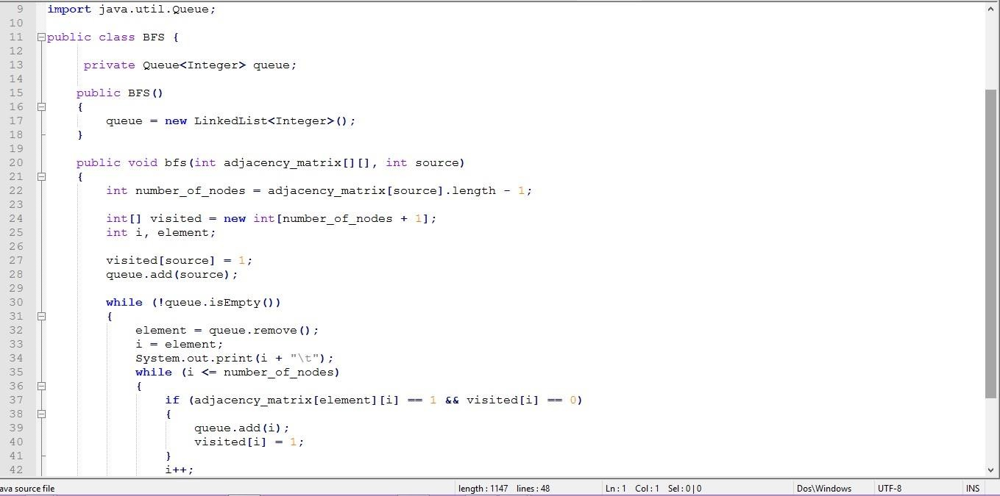 9 import java.util.Queue;
10
11 public class BFS {
12
13 private Queue<Integer> queue;
14
15 public BFS()
16 {
17 queue = new LinkedList<Integer>();
18 }
19
20 public void bfs(int adjacency_matrix[][], int source)
21 {
22 int number_of_nodes = adjacency_matrix[source].length - 1;
23
24 int[] visited = new int[number_of_nodes + 1];
25 int i, element;
26
27 visited[source] = 1;
28 queue.add(source);
29
30 while (!queue.isEmpty())
31 {
32 element = queue.remove();
33 i = element;
34 System.out.print(i + "\t");
35 while (i <= number_of_nodes)
36 {
37 if (adjacency_matrix[element][i] == 1 && visited[i] == 0)
38 {
39 queue.add(i);
40 visited[i] = 1;
41 }
42 i++;
ava source file length : 1147 lines : 48 Ln : 1 Col : 1 Sel : 0 | 0 Dos\Windows UTF-8 INS